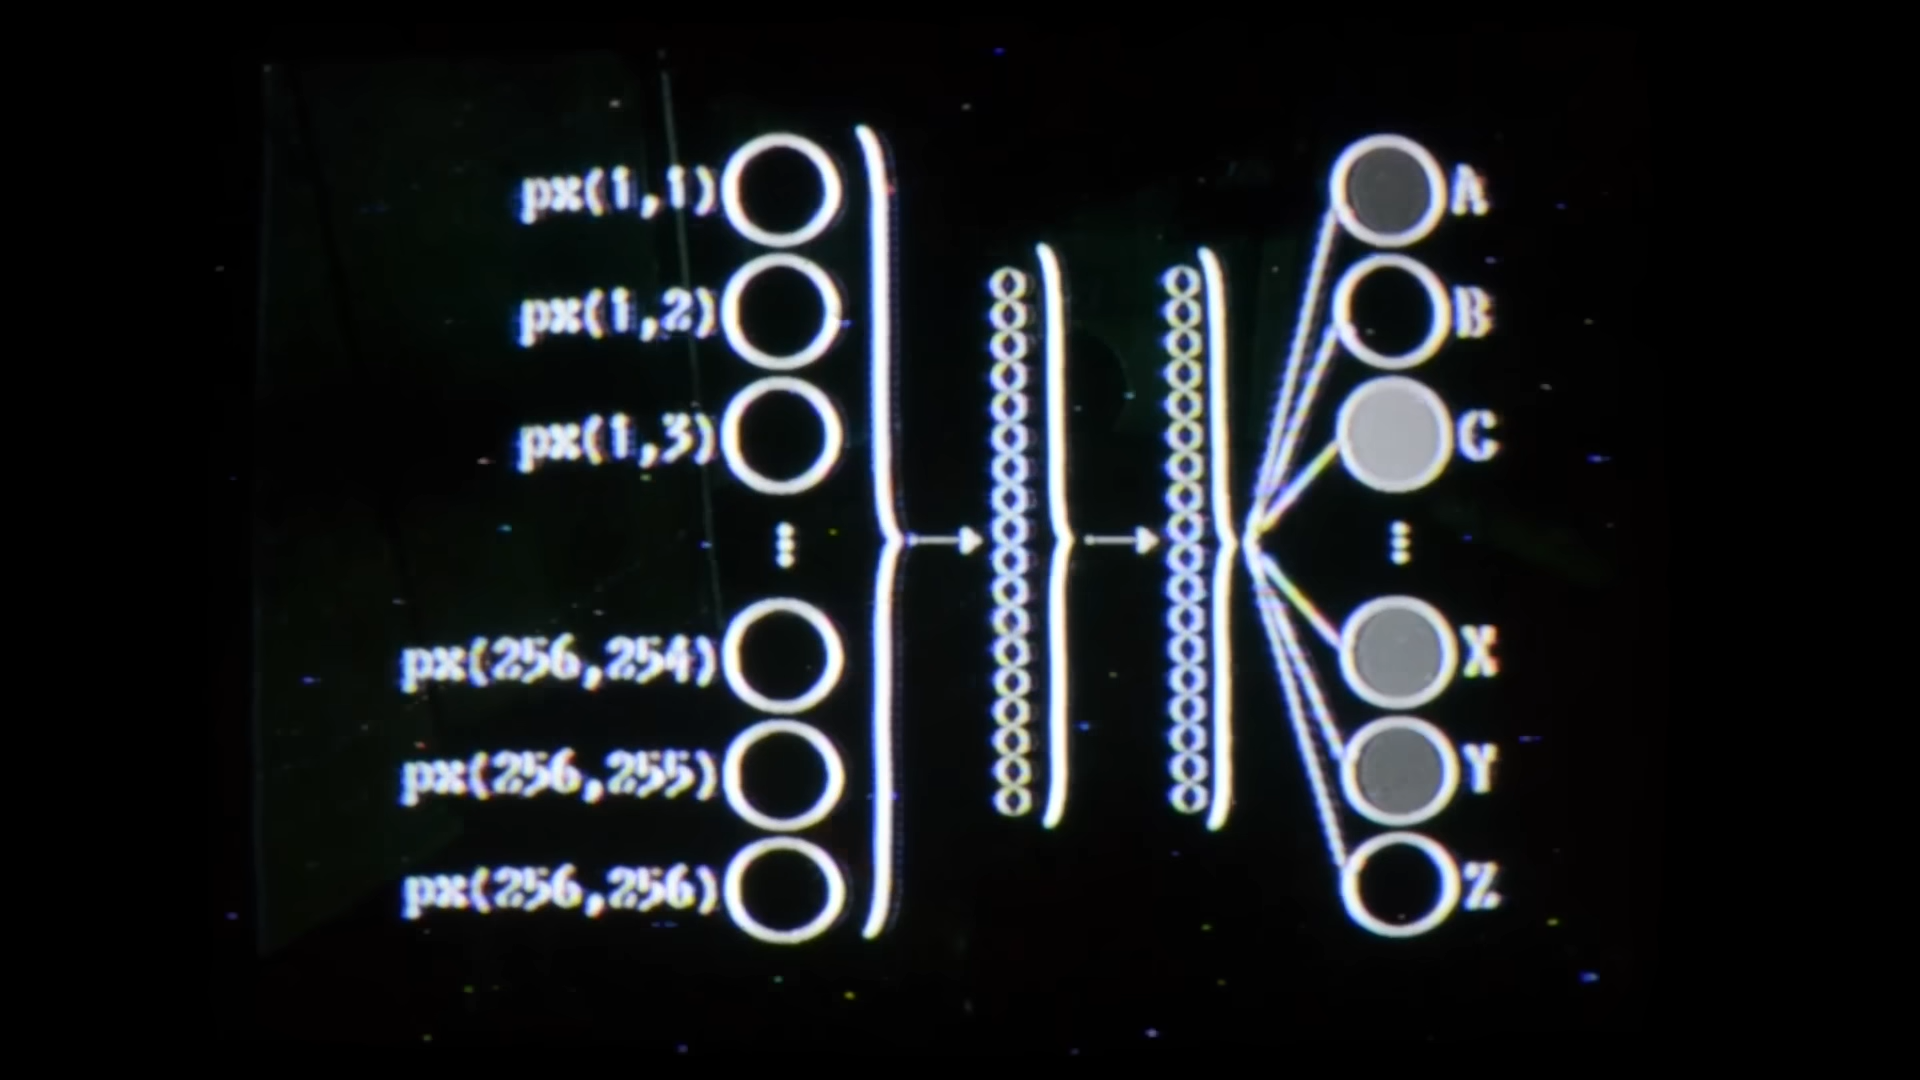 px(1,1)
px(1,2)
px(1,3)
px(256,254)
px(256,255)
px(256,256)
A
B
C
X
Y
Z